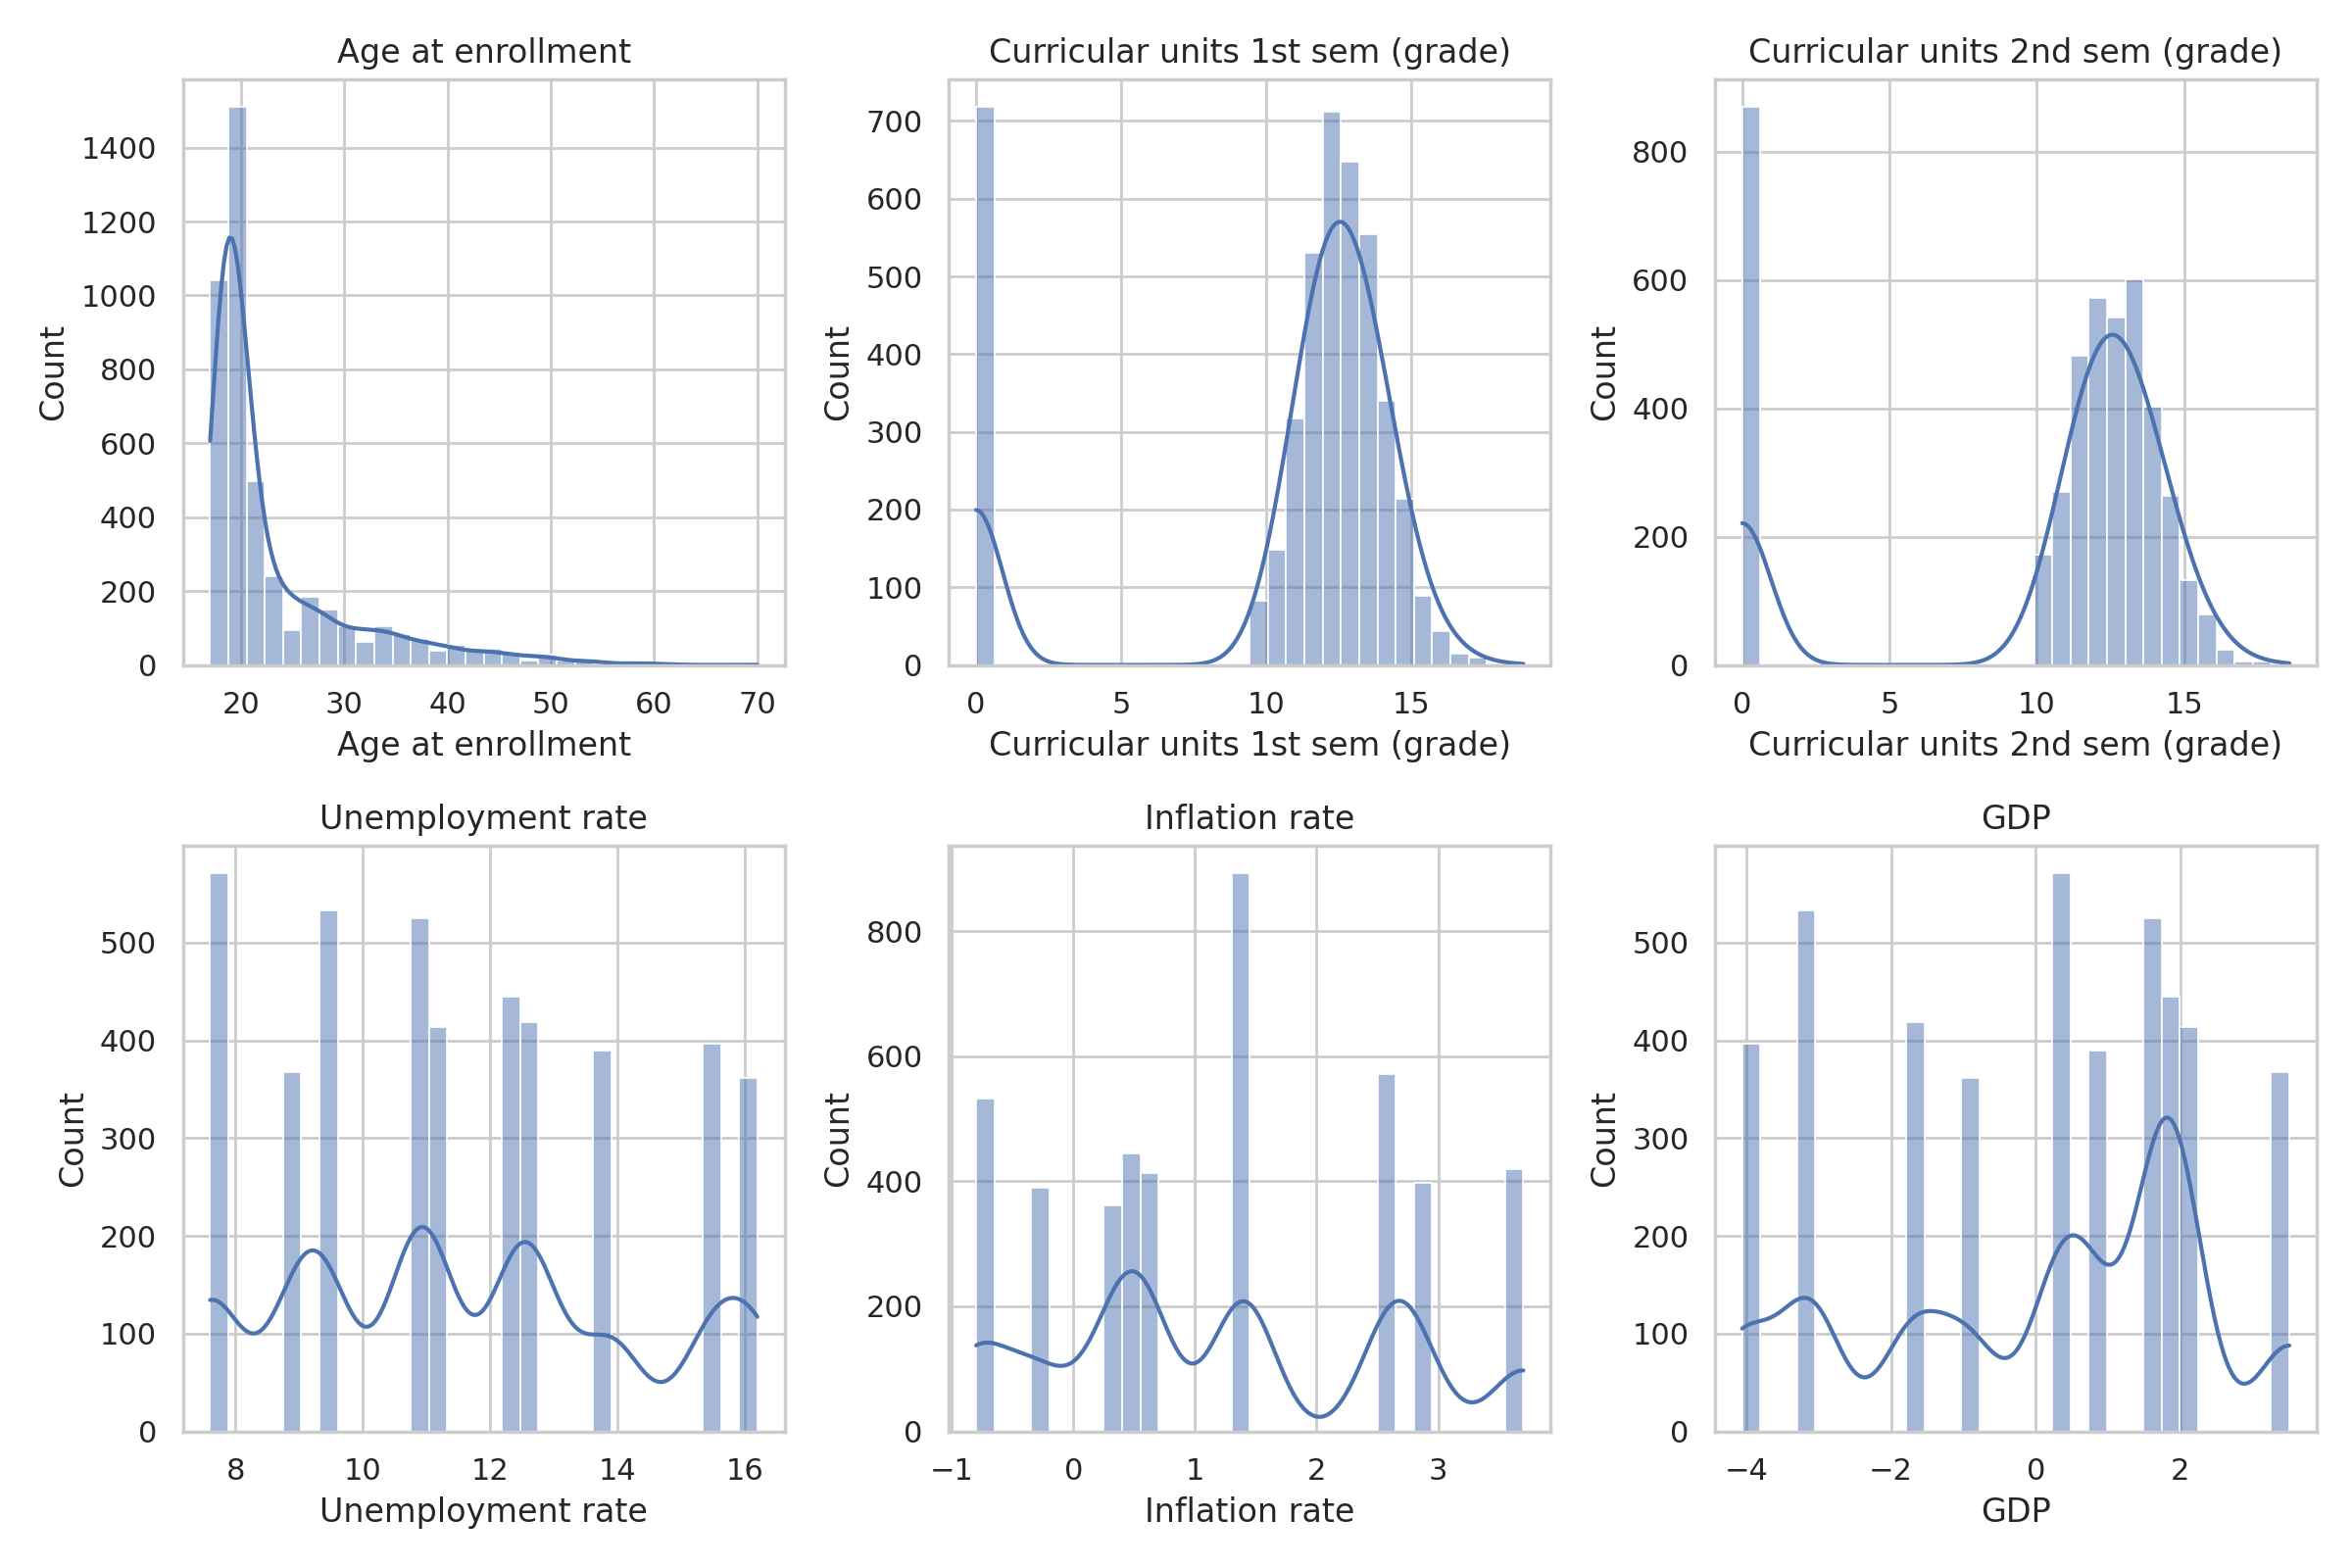 Age at enrollment
Curricular units 1st sem (grade)
Curricular units 2nd sem (grade)
Count
1400
1200
1000
800
600
400
200
0
20 30 40 50 60 70
Age at enrollment
Count
700
600
500
400
300
200
100
0
0 5 10 15
Curricular units 1st sem (grade)
Count
800
600
400
200
0
0 5 10 15
Curricular units 2nd sem (grade)
Unemployment rate
Inflation rate
GDP
Count
500
400
300
200
100
0
8 10 12 14 16
Unemployment rate
Count
800
600
400
200
0
−1 0 1 2 3
Inflation rate
Count
500
400
300
200
100
0
−4 −2 0 2
GDP